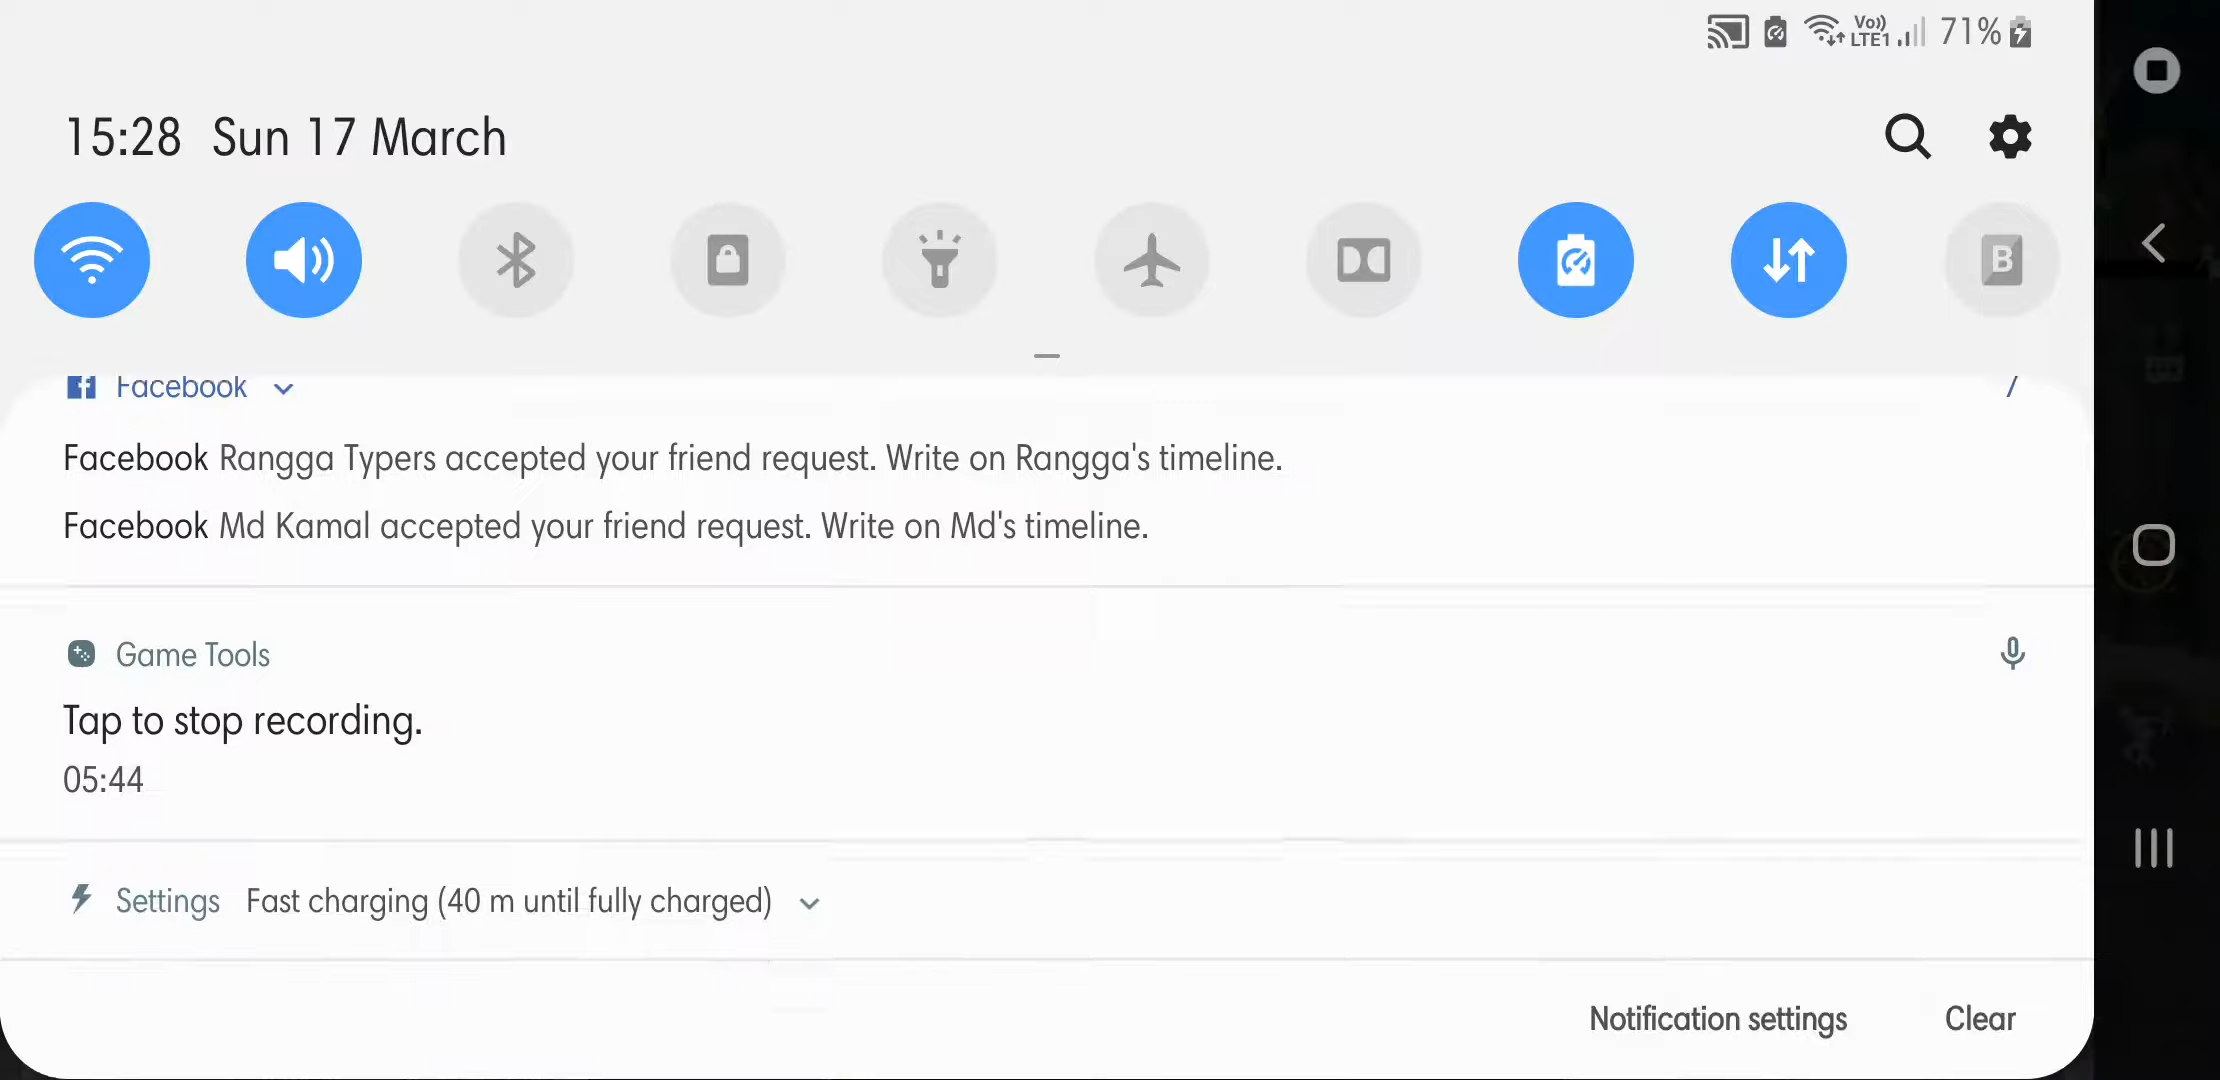 Vo)) LTE1 71%
15:28 Sun 17 March
B
Facebook
Facebook Rangga Typers accepted your friend request. Write on Rangga's timeline.
Facebook Md Kamal accepted your friend request. Write on Md's timeline.
Game Tools
Tap to stop recording.
05:44
Settings Fast charging (40 m until fully charged)
Notification settings Clear